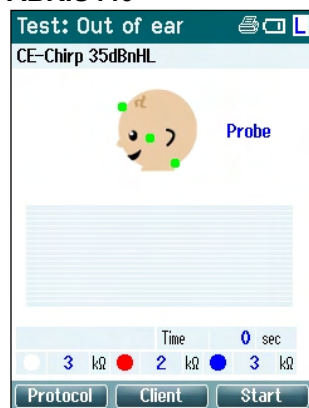 Test: Out of ear L
CE-Chirp 35dBnHL
Probe
Time 0 sec
3 kΩ 2 kΩ 3 kΩ
Protocol Client Start